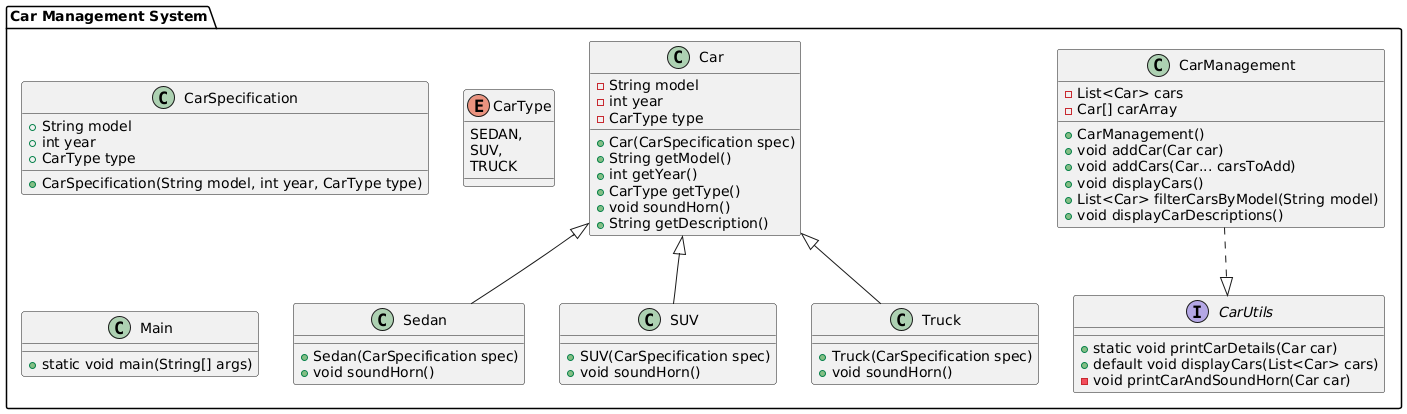 Car Management System
C CarSpecification
String model
int year
CarType type
CarSpecification(String model, int year, CarType type)
E CarType
SEDAN,
SUV,
TRUCK
C Car
String model
int year
CarType type
Car(CarSpecification spec)
String getModel()
int getYear()
CarType getType()
void soundHorn()
String getDescription()
C CarManagement
List<Car> cars
Car[] carArray
CarManagement()
void addCar(Car car)
void addCars(Car... carsToAdd)
void displayCars()
List<Car> filterCarsByModel(String model)
void displayCarDescriptions()
C Main
static void main(String[] args)
C Sedan
Sedan(CarSpecification spec)
void soundHorn()
C SUV
SUV(CarSpecification spec)
void soundHorn()
C Truck
Truck(CarSpecification spec)
void soundHorn()
I CarUtils
static void printCarDetails(Car car)
default void displayCars(List<Car> cars)
void printCarAndSoundHorn(Car car)